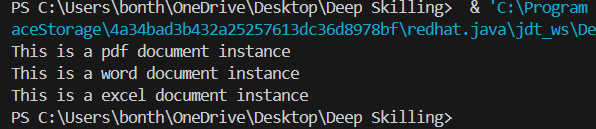 PS C:\Users\bonth\OneDrive\Desktop\Deep Skilling>  & 'C:\Program
aceStorage\4a34bad3b432a25257613dc36d8978bf\redhat.java\jdt_ws\De
This is a pdf document instance
This is a word document instance
This is a excel document instance
PS C:\Users\bonth\OneDrive\Desktop\Deep Skilling>